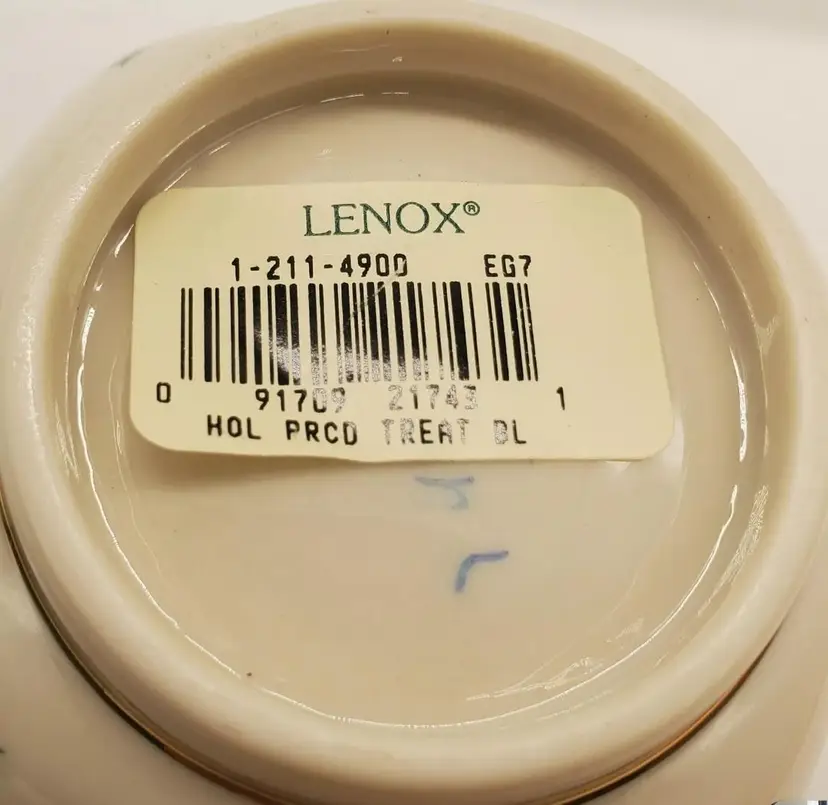 LENOX®
1-211-4900 EG7
0 91709 21743 1
HOL PRCD TREAT BL